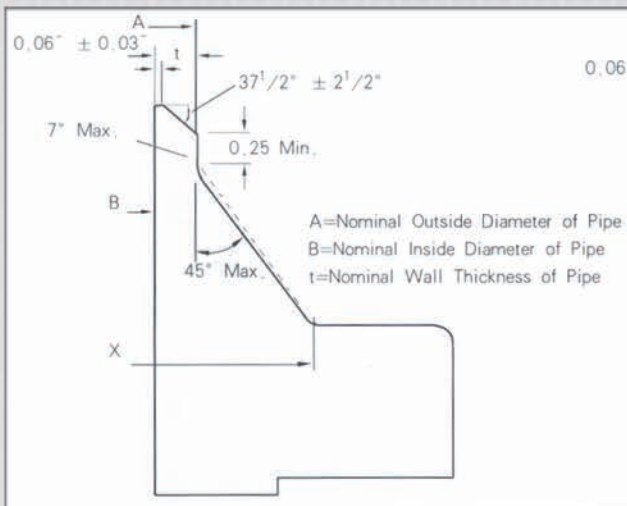 A
0.06" ± 0.03"
t
0.06
37 1/2° ± 2 1/2°
7° Max.
0.25 Min.
B
A=Nominal Outside Diameter of Pipe
B=Nominal Inside Diameter of Pipe
t=Nominal Wall Thickness of Pipe
45° Max.
X